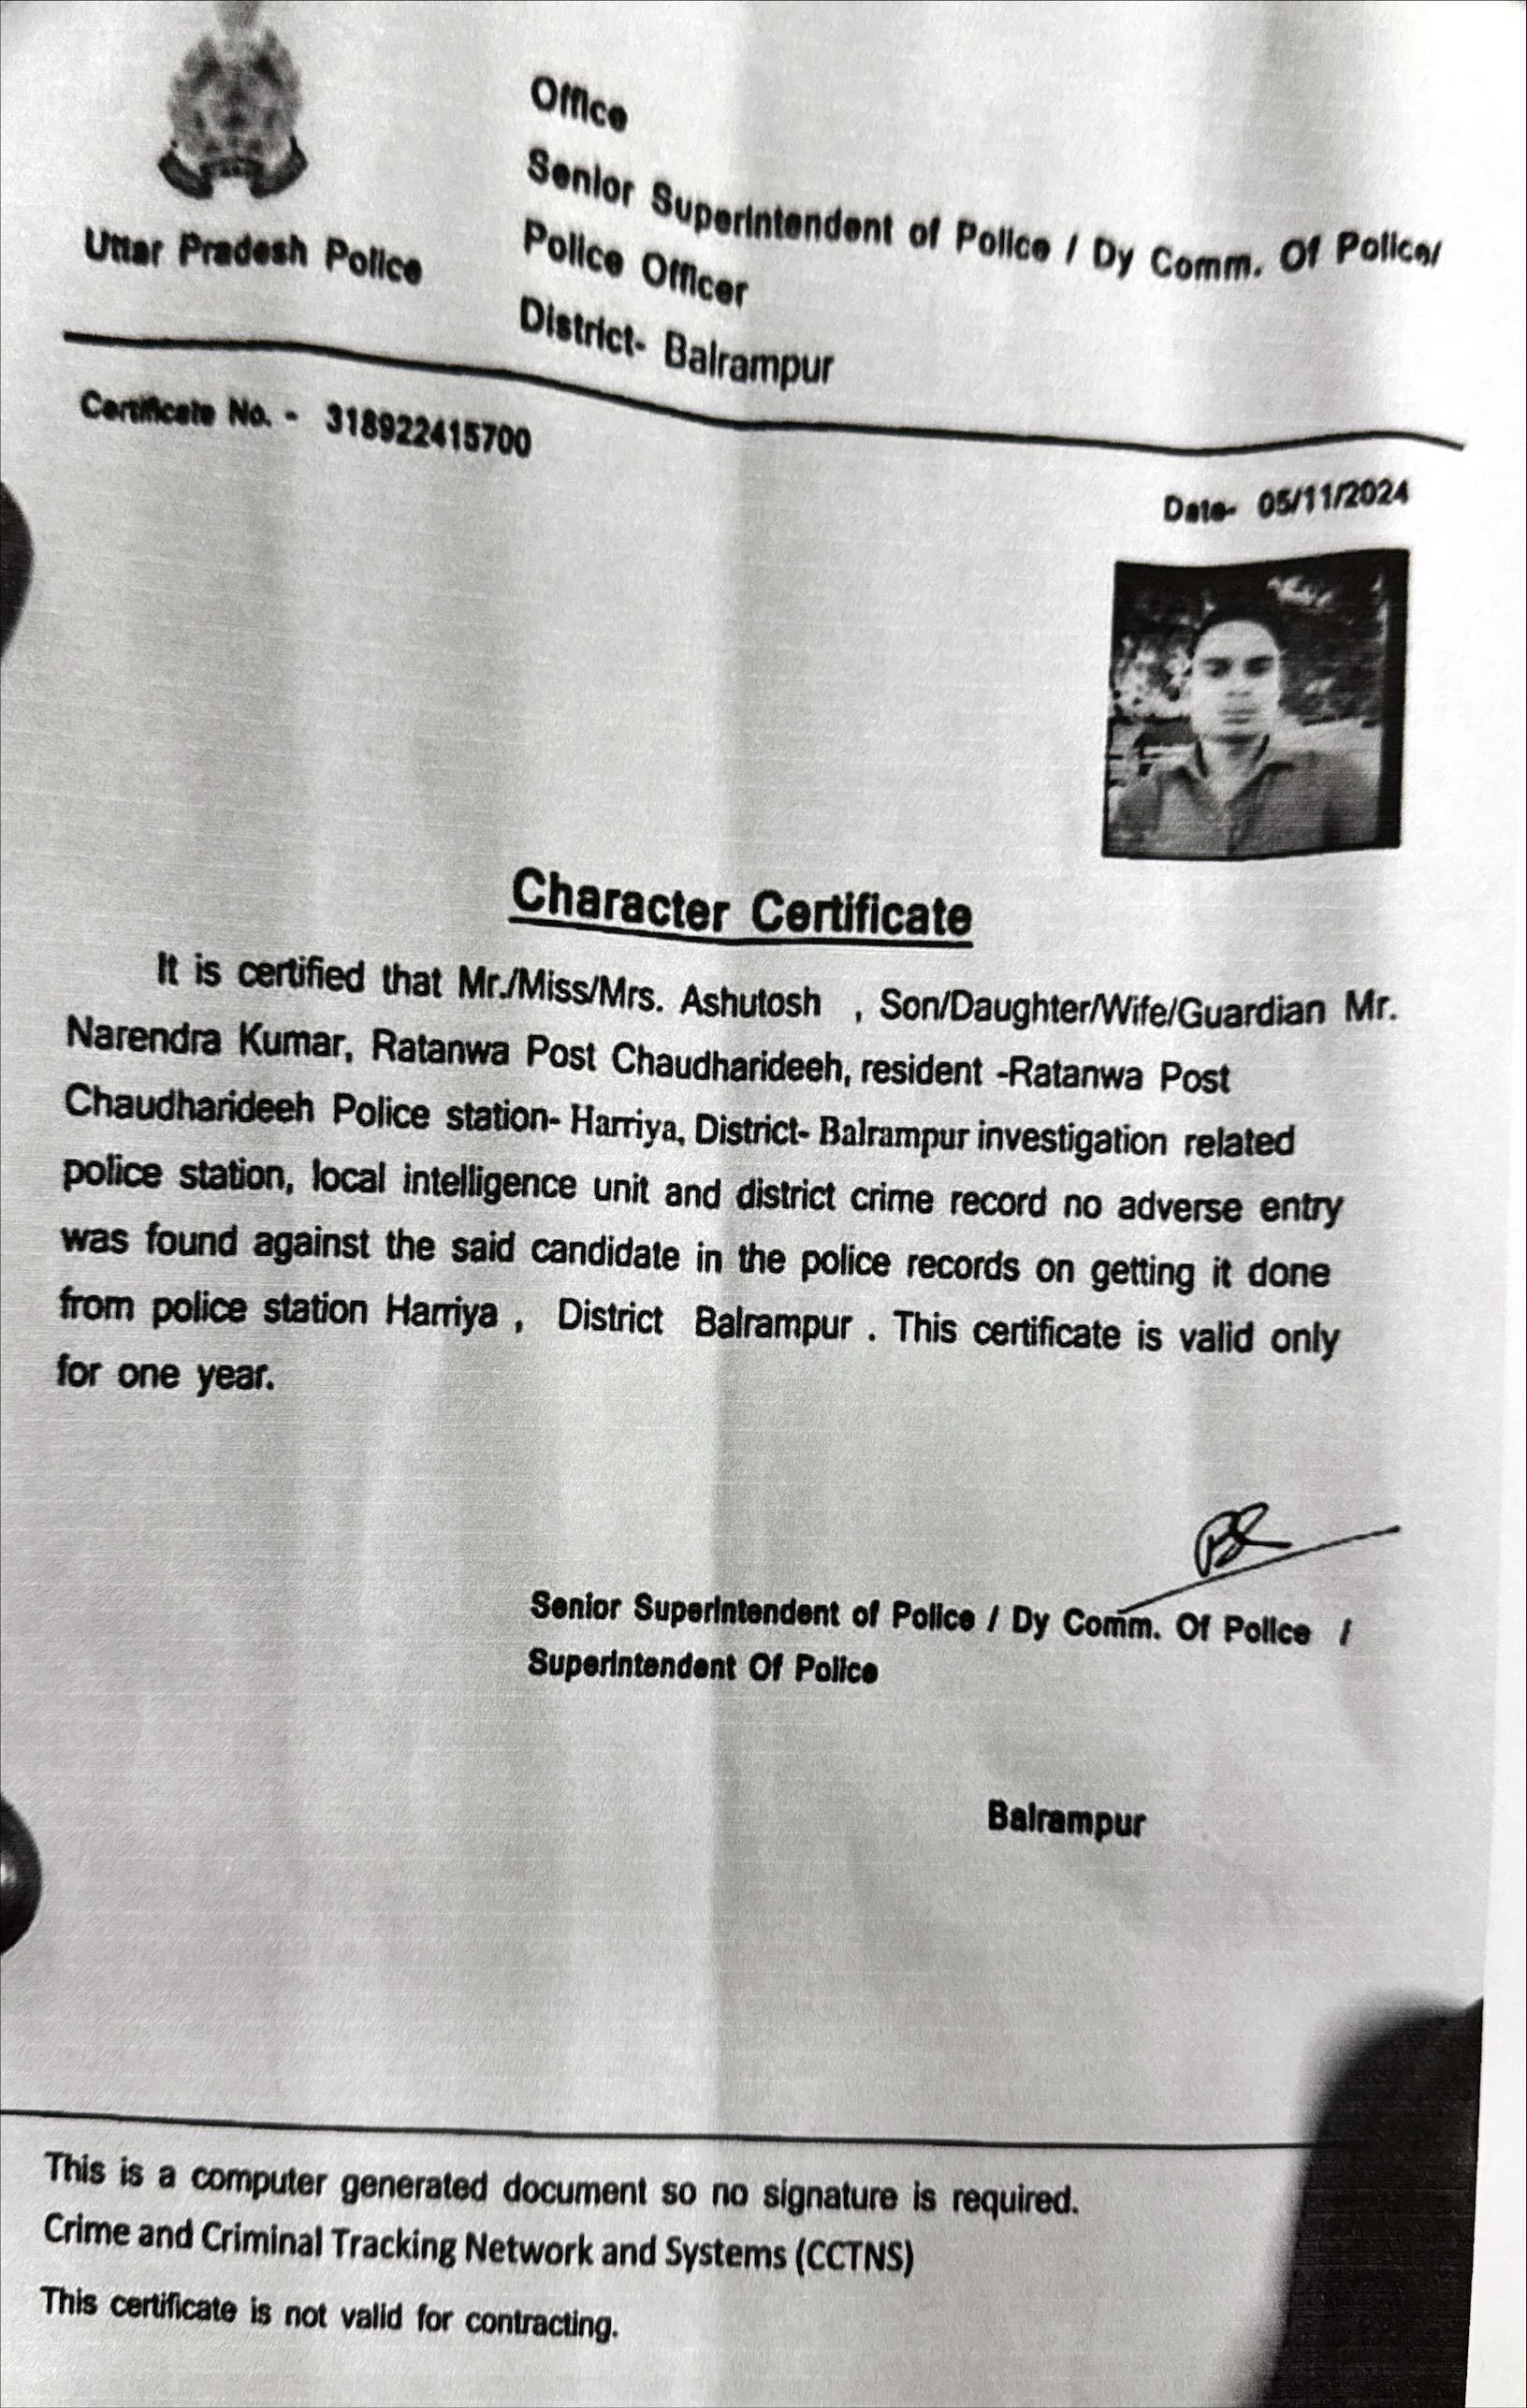 Uttar Pradesh Police
Office
Senior Superintendent of Police / Dy Comm. Of Police/
Police Officer
District- Balrampur
Certificate No. - 318922415700
Date- 05/11/2024
Character Certificate
It is certified that Mr./Miss/Mrs. Ashutosh , Son/Daughter/Wife/Guardian Mr.
Narendra Kumar, Ratanwa Post Chaudharideeh, resident -Ratanwa Post
Chaudharideeh Police station- Harriya, District- Balrampur investigation related
police station, local intelligence unit and district crime record no adverse entry
was found against the said candidate in the police records on getting it done
from police station Harriya , District Balrampur . This certificate is valid only
for one year.
Senior Superintendent of Police / Dy Comm. Of Police /
Superintendent Of Police
Balrampur
This is a computer generated document so no signature is required.
Crime and Criminal Tracking Network and Systems (CCTNS)
This certificate is not valid for contracting.